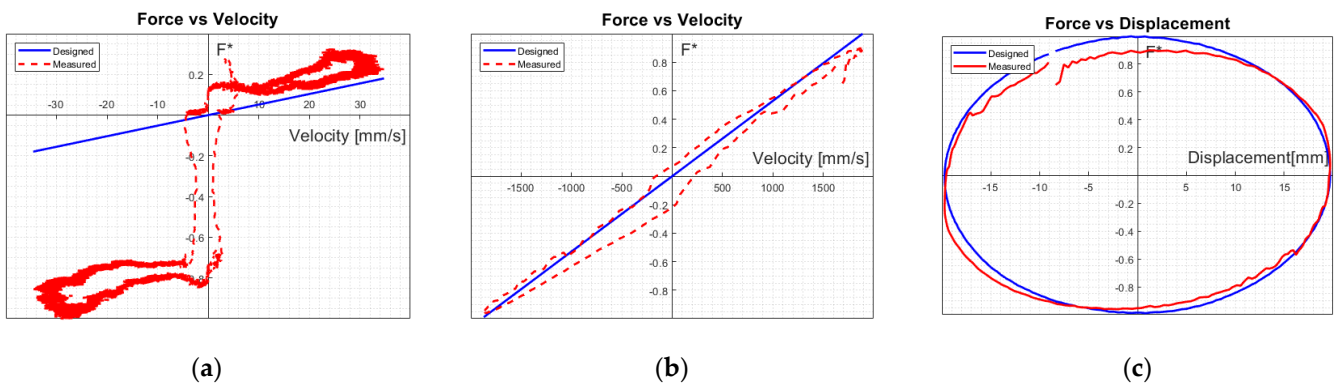 Force vs Velocity
Designed
Measured
F*
0.2
-30 -20 -10 10 20 30
Velocity [mm/s]
-0.2
-0.4
-0.6
-0.8
(a)
Force vs Velocity
Designed
Measured
F*
0.8
0.6
0.4
0.2
Velocity [mm/s]
-1500 -1000 -500 500 1000 1500
-0.2
-0.4
-0.6
-0.8
(b)
Force vs Displacement
Designed
Measured
F*
0.8
0.6
0.4
0.2
Displacement[mm]
-15 -10 -5 5 10 15
-0.2
-0.4
-0.6
-0.8
(c)